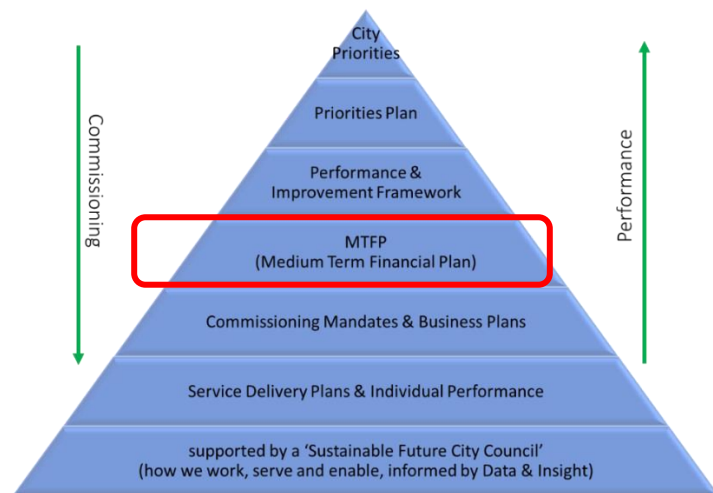 City
Priorities
Priorities Plan
Performance &
Improvement Framework
MTFP
(Medium Term Financial Plan)
Commissioning Mandates & Business Plans
Service Delivery Plans & Individual Performance
supported by a ‘Sustainable Future City Council’
(how we work, serve and enable, informed by Data & Insight)
Commissioning
Performance